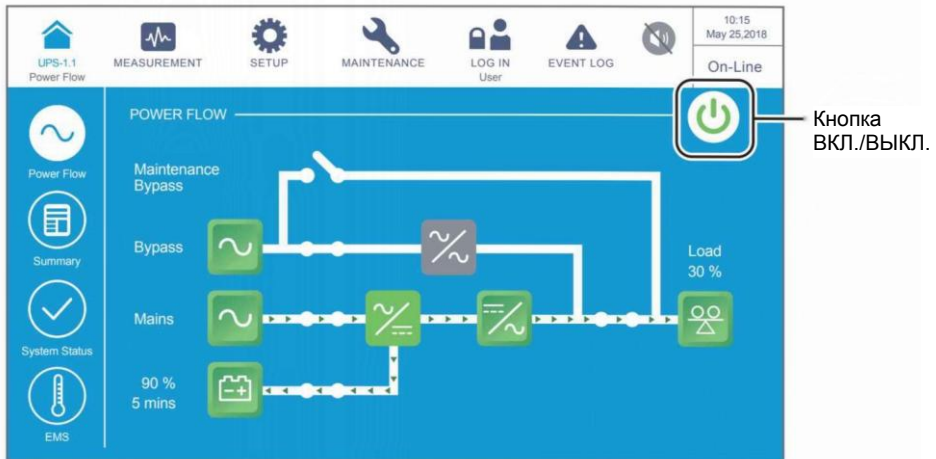 10:15
May 25,2018
UPS-1.1
Power Flow
MEASUREMENT
SETUP
MAINTENANCE
LOG IN
User
EVENT LOG
On-Line
POWER FLOW
Кнопка
ВКЛ./ВЫКЛ.
Power Flow
Maintenance
Bypass
Summary
Bypass
Load
30 %
System Status
Mains
90 %
5 mins
EMS